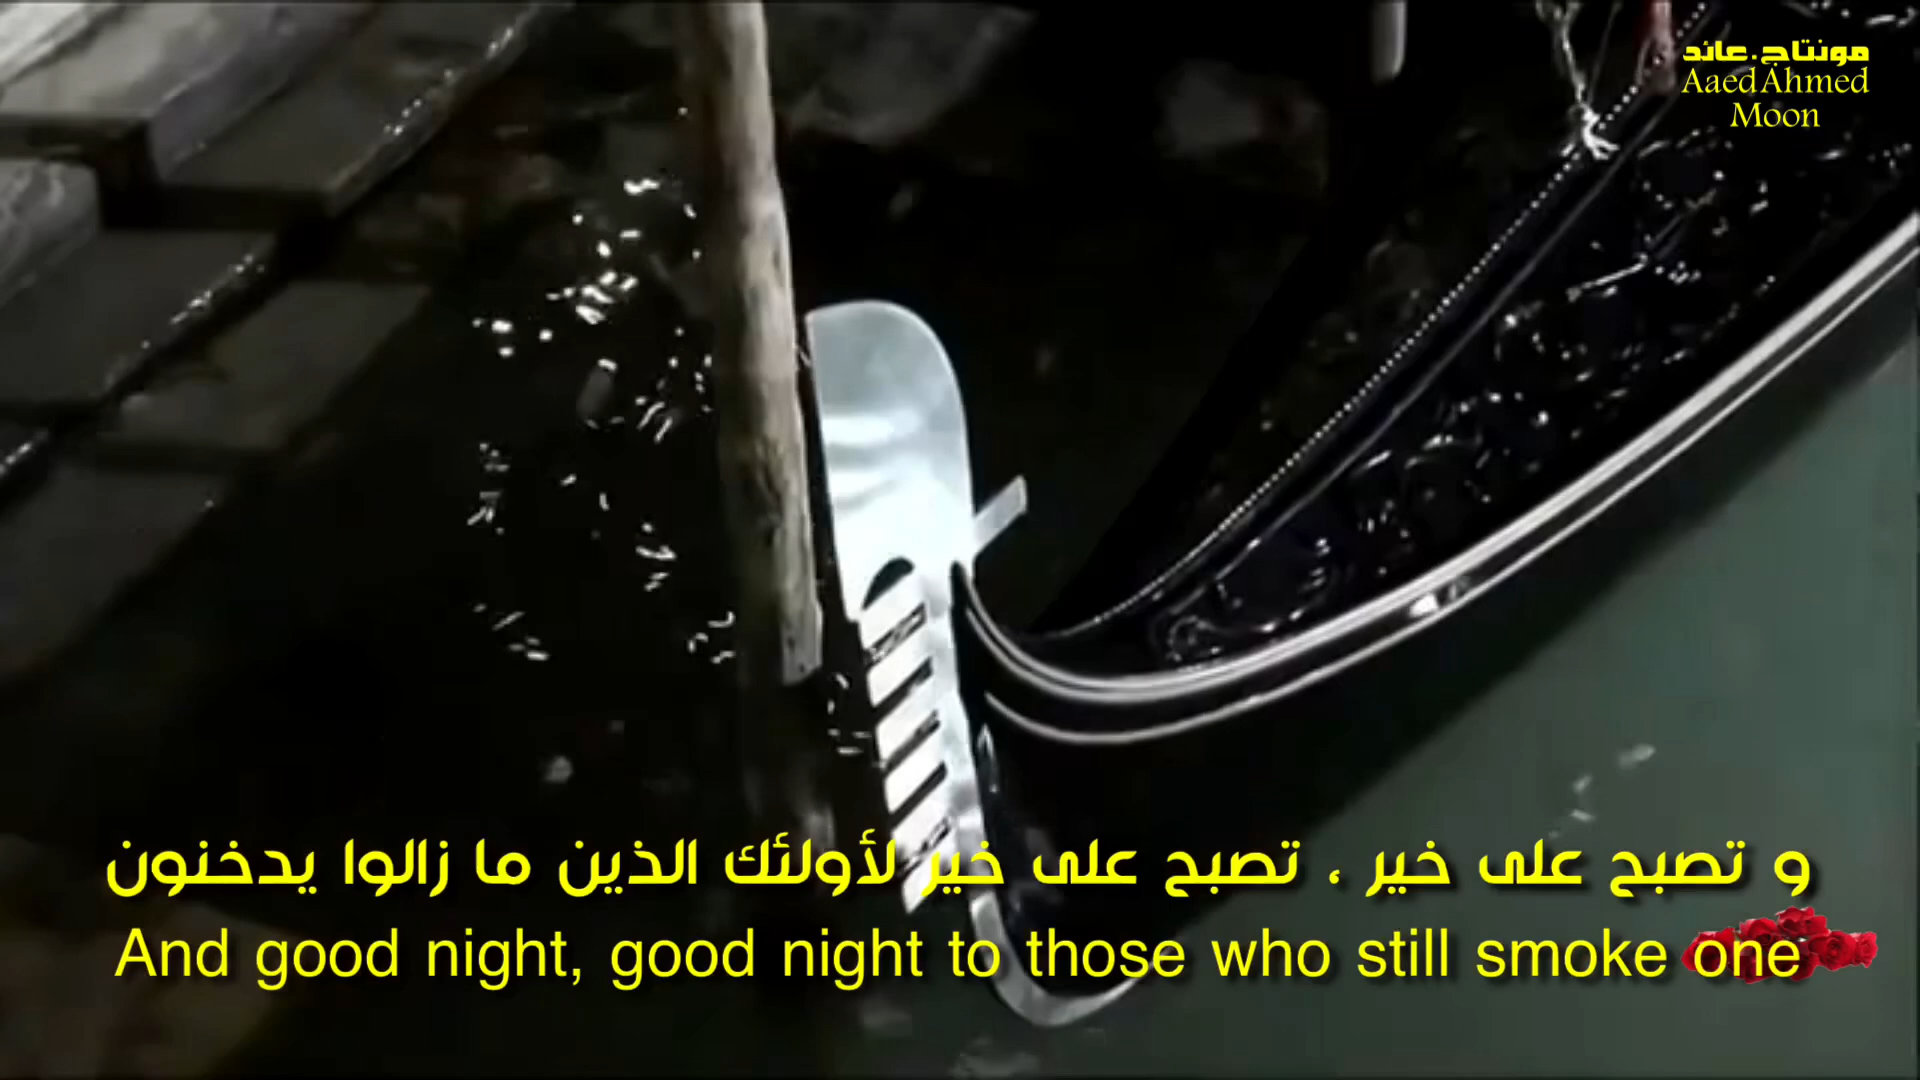 مونتاج.عائد
Aaed Ahmed
Moon
و تصبح على خير ، تصبح على خير لأولئك الذين ما زالوا يدخنون
And good night, good night to those who still smoke one